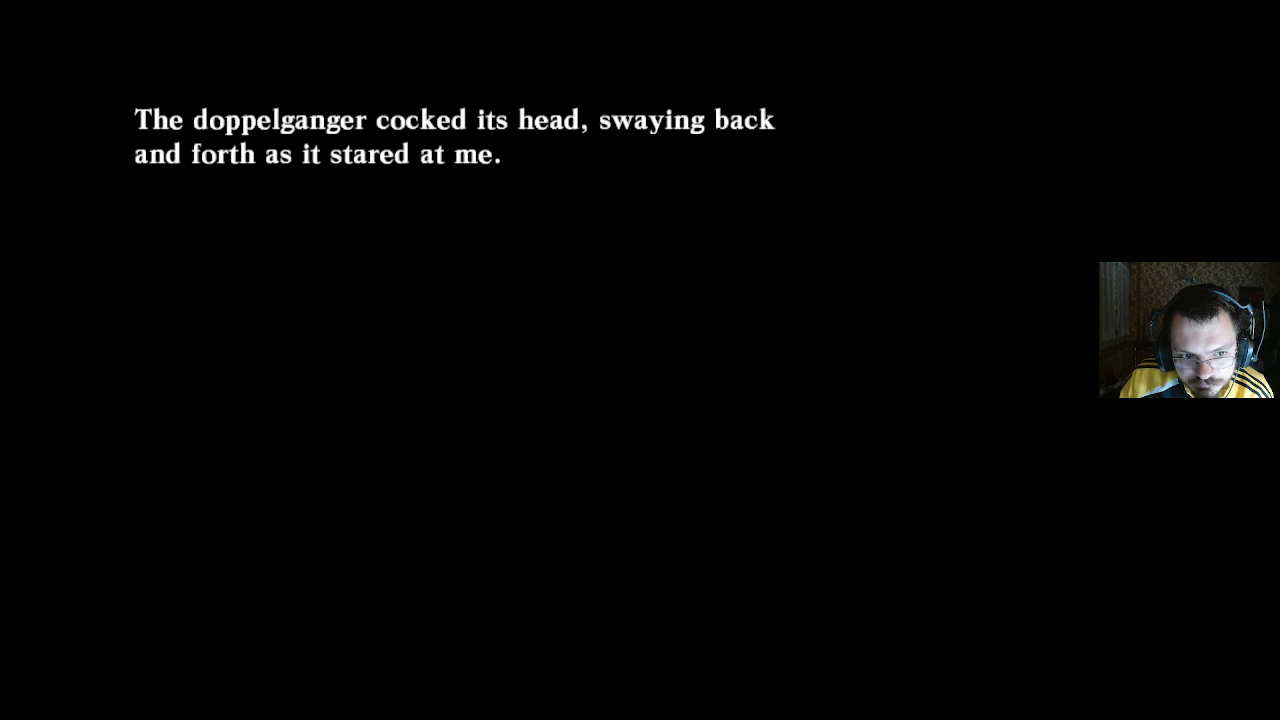 The doppelganger cocked its head, swaying back
and forth as it stared at me.